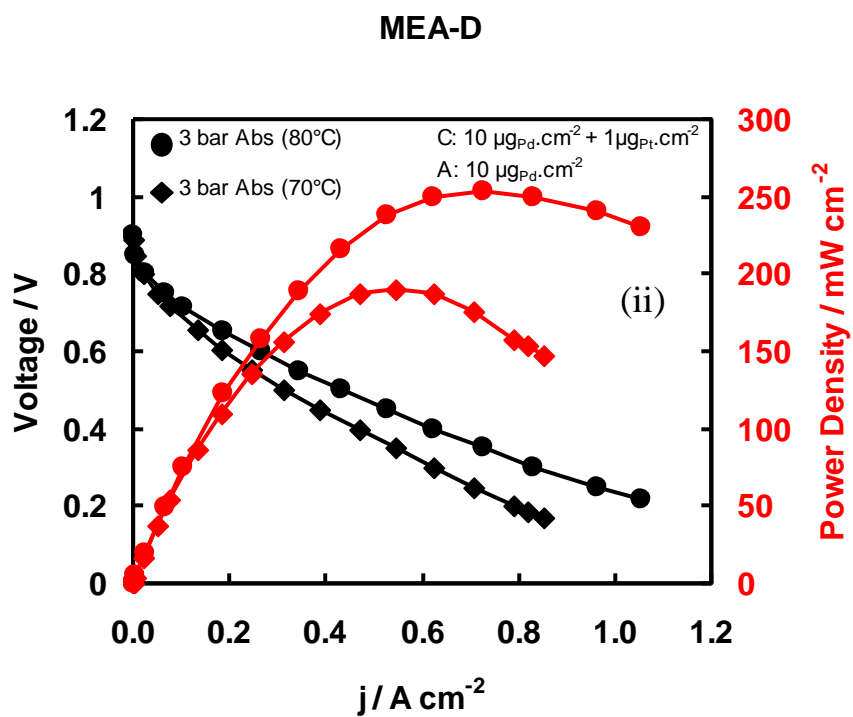 MEA-D
3 bar Abs (80°C)
3 bar Abs (70°C)
C: 10 µgPd.cm-2 + 1µgPt.cm-2
A: 10 µgPd.cm-2
(ii)
Voltage / V
1.2
1
0.8
0.6
0.4
0.2
0
Power Density / mW cm-2
300
250
200
150
100
50
0
0.0 0.2 0.4 0.6 0.8 1.0 1.2
j / A cm-2